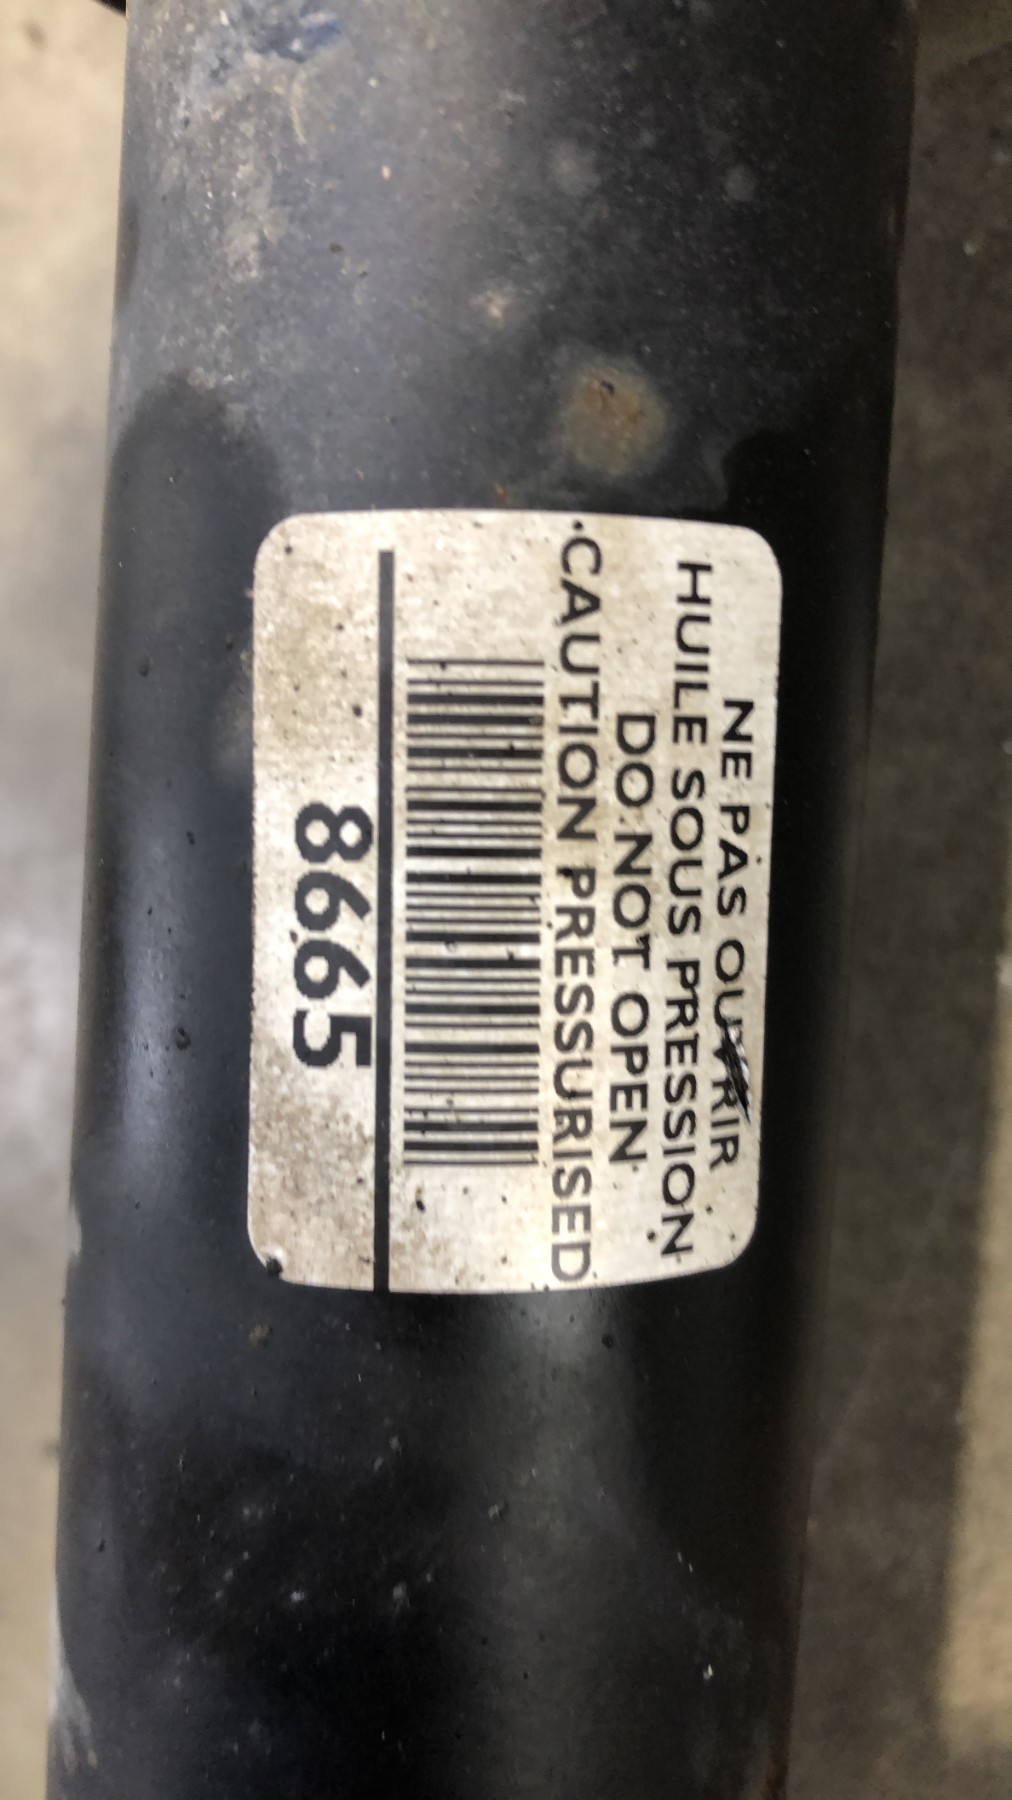 NE PAS OUVRIR
HUILE SOUS PRESSION
DO NOT OPEN
CAUTION PRESSURISED
8665